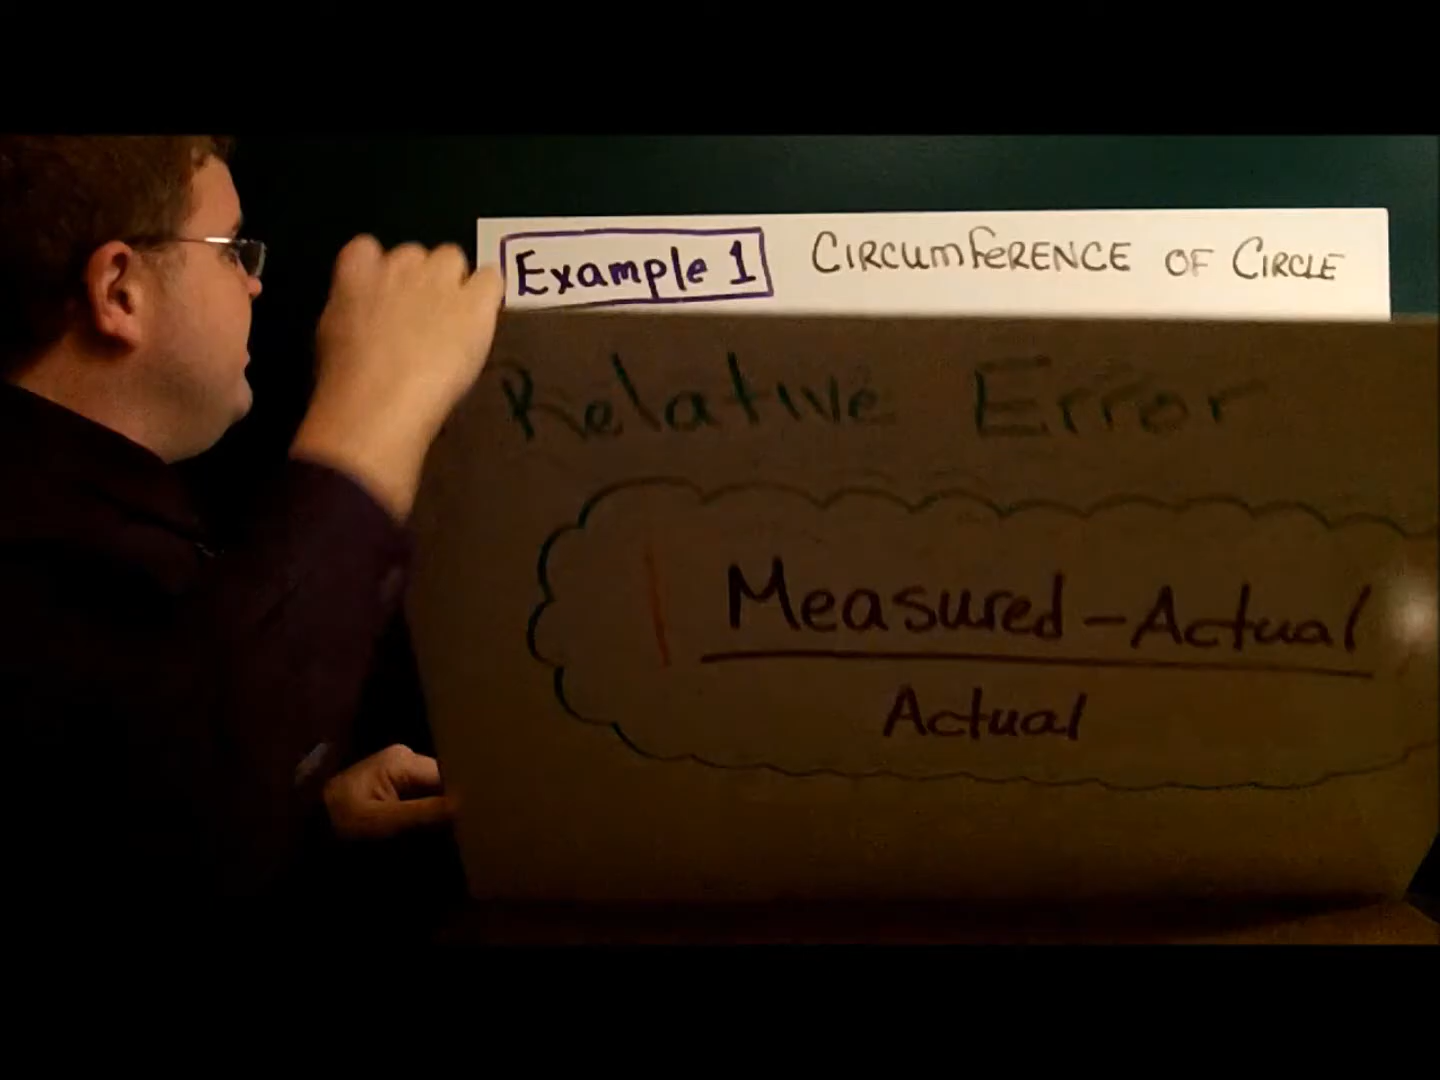 Example 1 CIRCUMFERENCE OF CIRCLE
Relative Error
| Measured - Actual
Actual